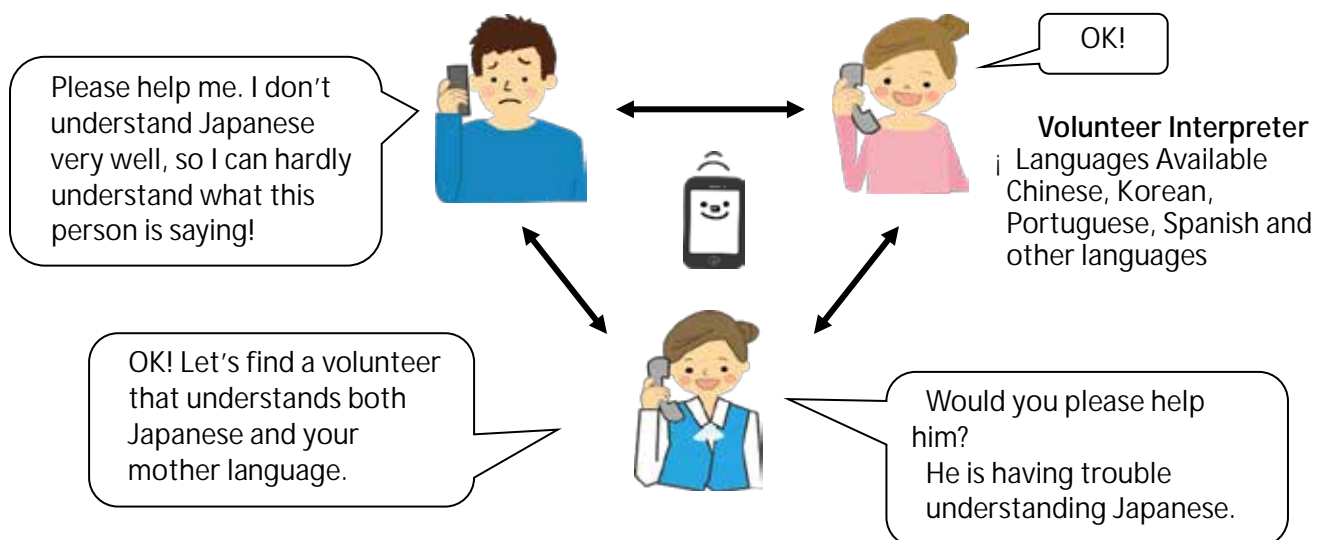 Please help me. I don't
understand Japanese
very well, so I can hardly
understand what this
person is saying!
OK!
Volunteer Interpreter
¡ Languages Available
Chinese, Korean,
Portuguese, Spanish and
other languages
OK! Let's find a volunteer
that understands both
Japanese and your
mother language.
Would you please help
him?
He is having trouble
understanding Japanese.